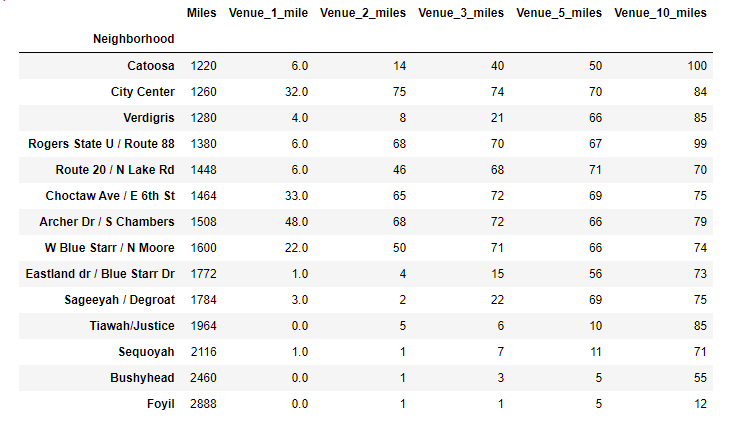 Miles Venue_1_mile Venue_2_miles Venue_3_miles Venue_5_miles Venue_10_miles
Neighborhood
Catoosa 1220 6.0 14 40 50 100
City Center 1260 32.0 75 74 70 84
Verdigris 1280 4.0 8 21 66 85
Rogers State U / Route 88 1380 6.0 68 70 67 99
Route 20 / N Lake Rd 1448 6.0 46 68 71 70
Choctaw Ave / E 6th St 1464 33.0 65 72 69 75
Archer Dr / S Chambers 1508 48.0 68 72 66 79
W Blue Starr / N Moore 1600 22.0 50 71 66 74
Eastland dr / Blue Starr Dr 1772 1.0 4 15 56 73
Sageeyah / Degroat 1784 3.0 2 22 69 75
Tiawah/Justice 1964 0.0 5 6 10 85
Sequoyah 2116 1.0 1 7 11 71
Bushyhead 2460 0.0 1 3 5 55
Foyil 2888 0.0 1 1 5 12